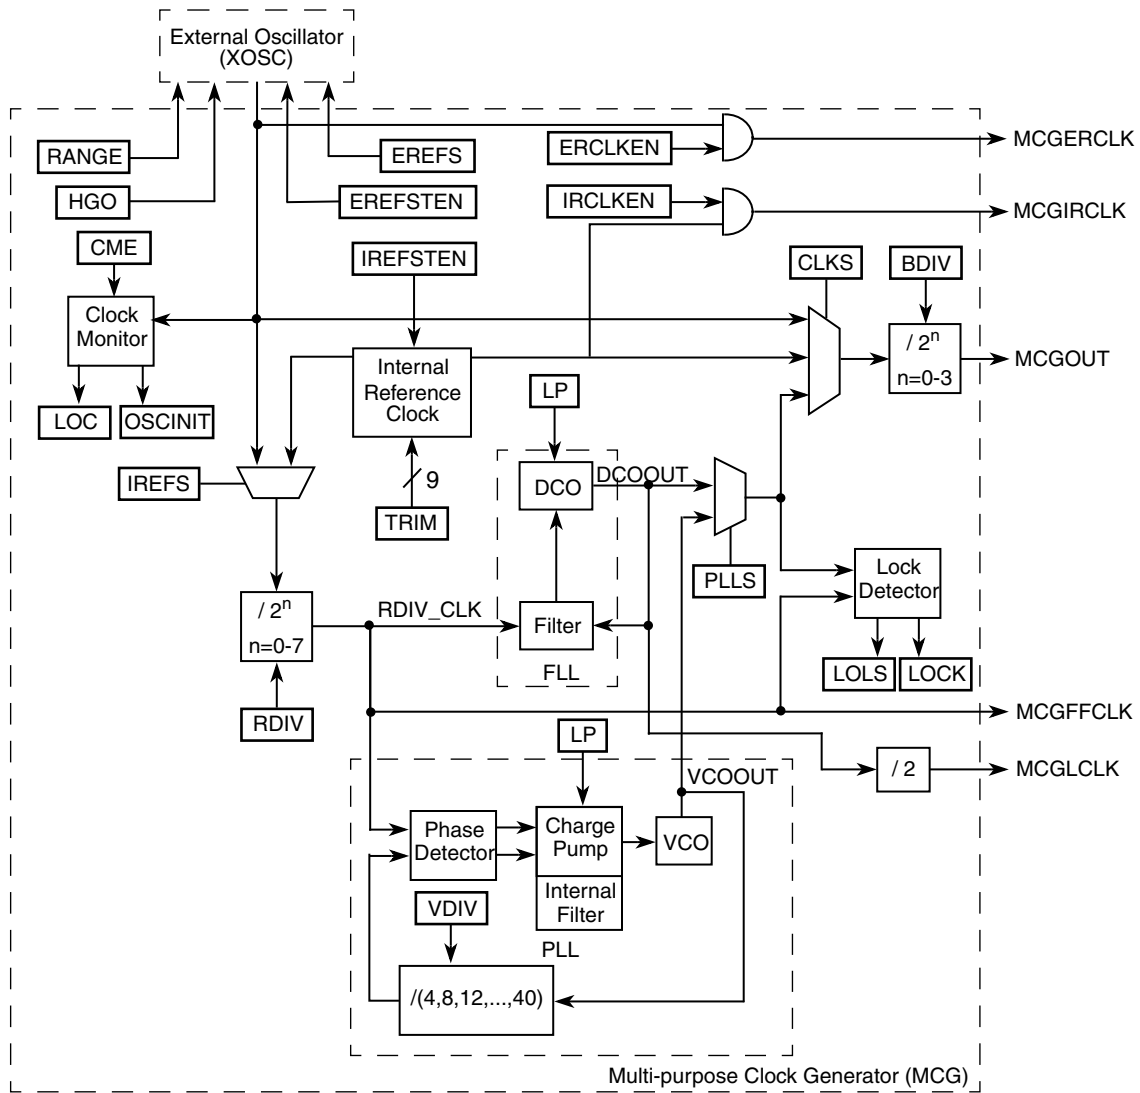 External Oscillator
(XOSC)
RANGE
EREFS
ERCLKEN
MCGERCLK
HGO
EREFSTEN
IRCLKEN
MCGIRCLK
CME
IREFSTEN
CLKS
BDIV
Clock
Monitor
/ 2n
n=0-3
MCGOUT
Internal
Reference
Clock
LP
LOC
OSCINIT
IREFS
9
TRIM
DCO
DCOOUT
PLLS
Lock
Detector
/ 2n
n=0-7
RDIV_CLK
Filter
FLL
LOLS
LOCK
RDIV
MCGFFCLK
LP
/ 2
MCGLCLK
VCOOUT
Phase
Detector
Charge
Pump
VCO
Internal
Filter
VDIV
PLL
/(4,8,12,...,40)
Multi-purpose Clock Generator (MCG)